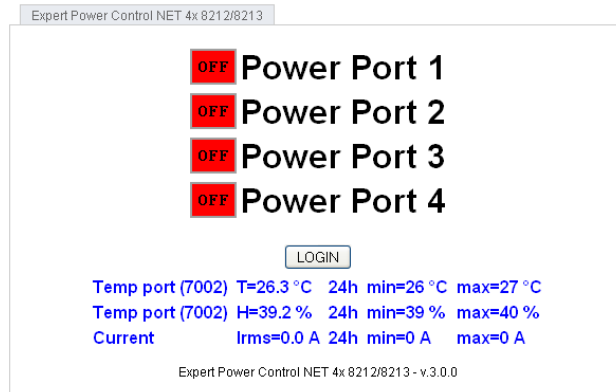 Expert Power Control NET 4x 8212/8213
OFF Power Port 1
OFF Power Port 2
OFF Power Port 3
OFF Power Port 4
LOGIN
Temp port (7002) T=26.3 °C 24h min=26 °C max=27 °C
Temp port (7002) H=39.2 % 24h min=39 % max=40 %
Current Irms=0.0 A 24h min=0 A max=0 A
Expert Power Control NET 4x 8212/8213 - v.3.0.0